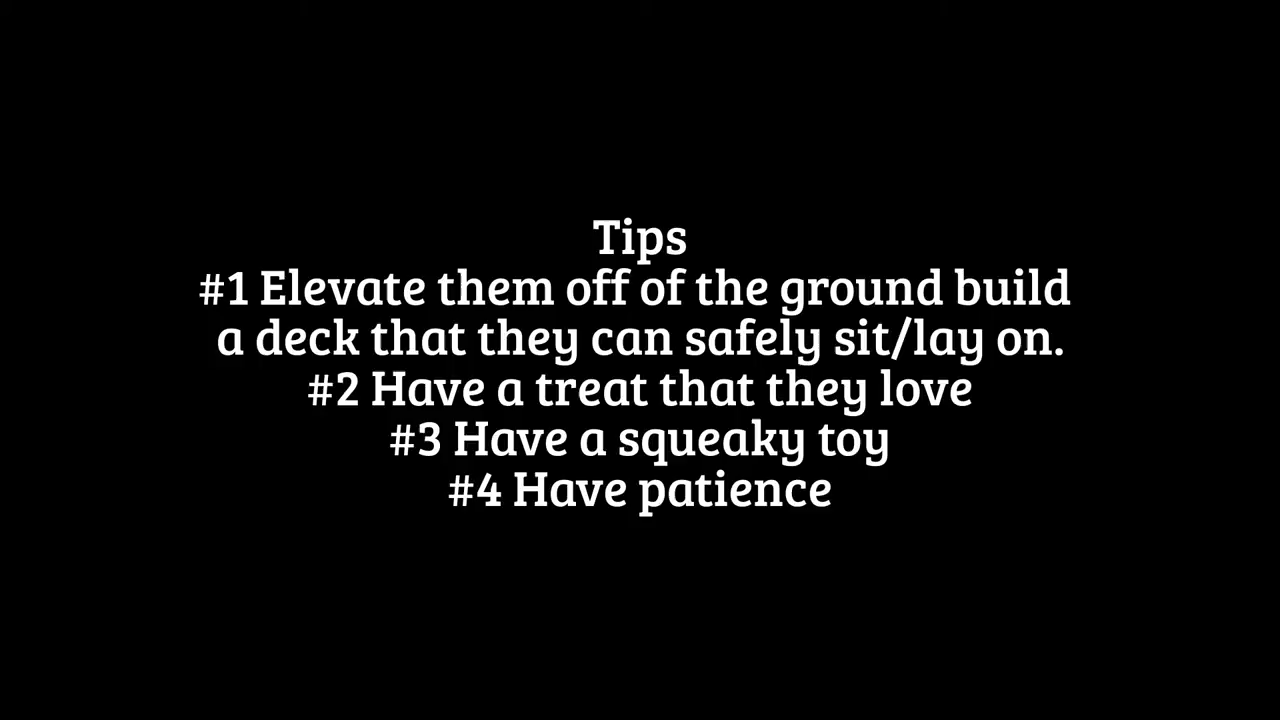 Tips
#1 Elevate them off of the ground build
a deck that they can safely sit/lay on.
#2 Have a treat that they love
#3 Have a squeaky toy
#4 Have patience